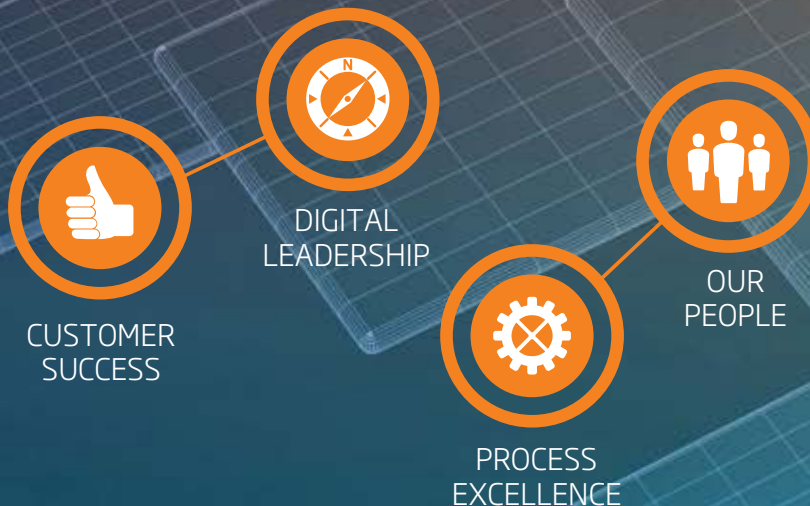 N
DIGITAL
LEADERSHIP
CUSTOMER
SUCCESS
OUR
PEOPLE
PROCESS
EXCELLENCE